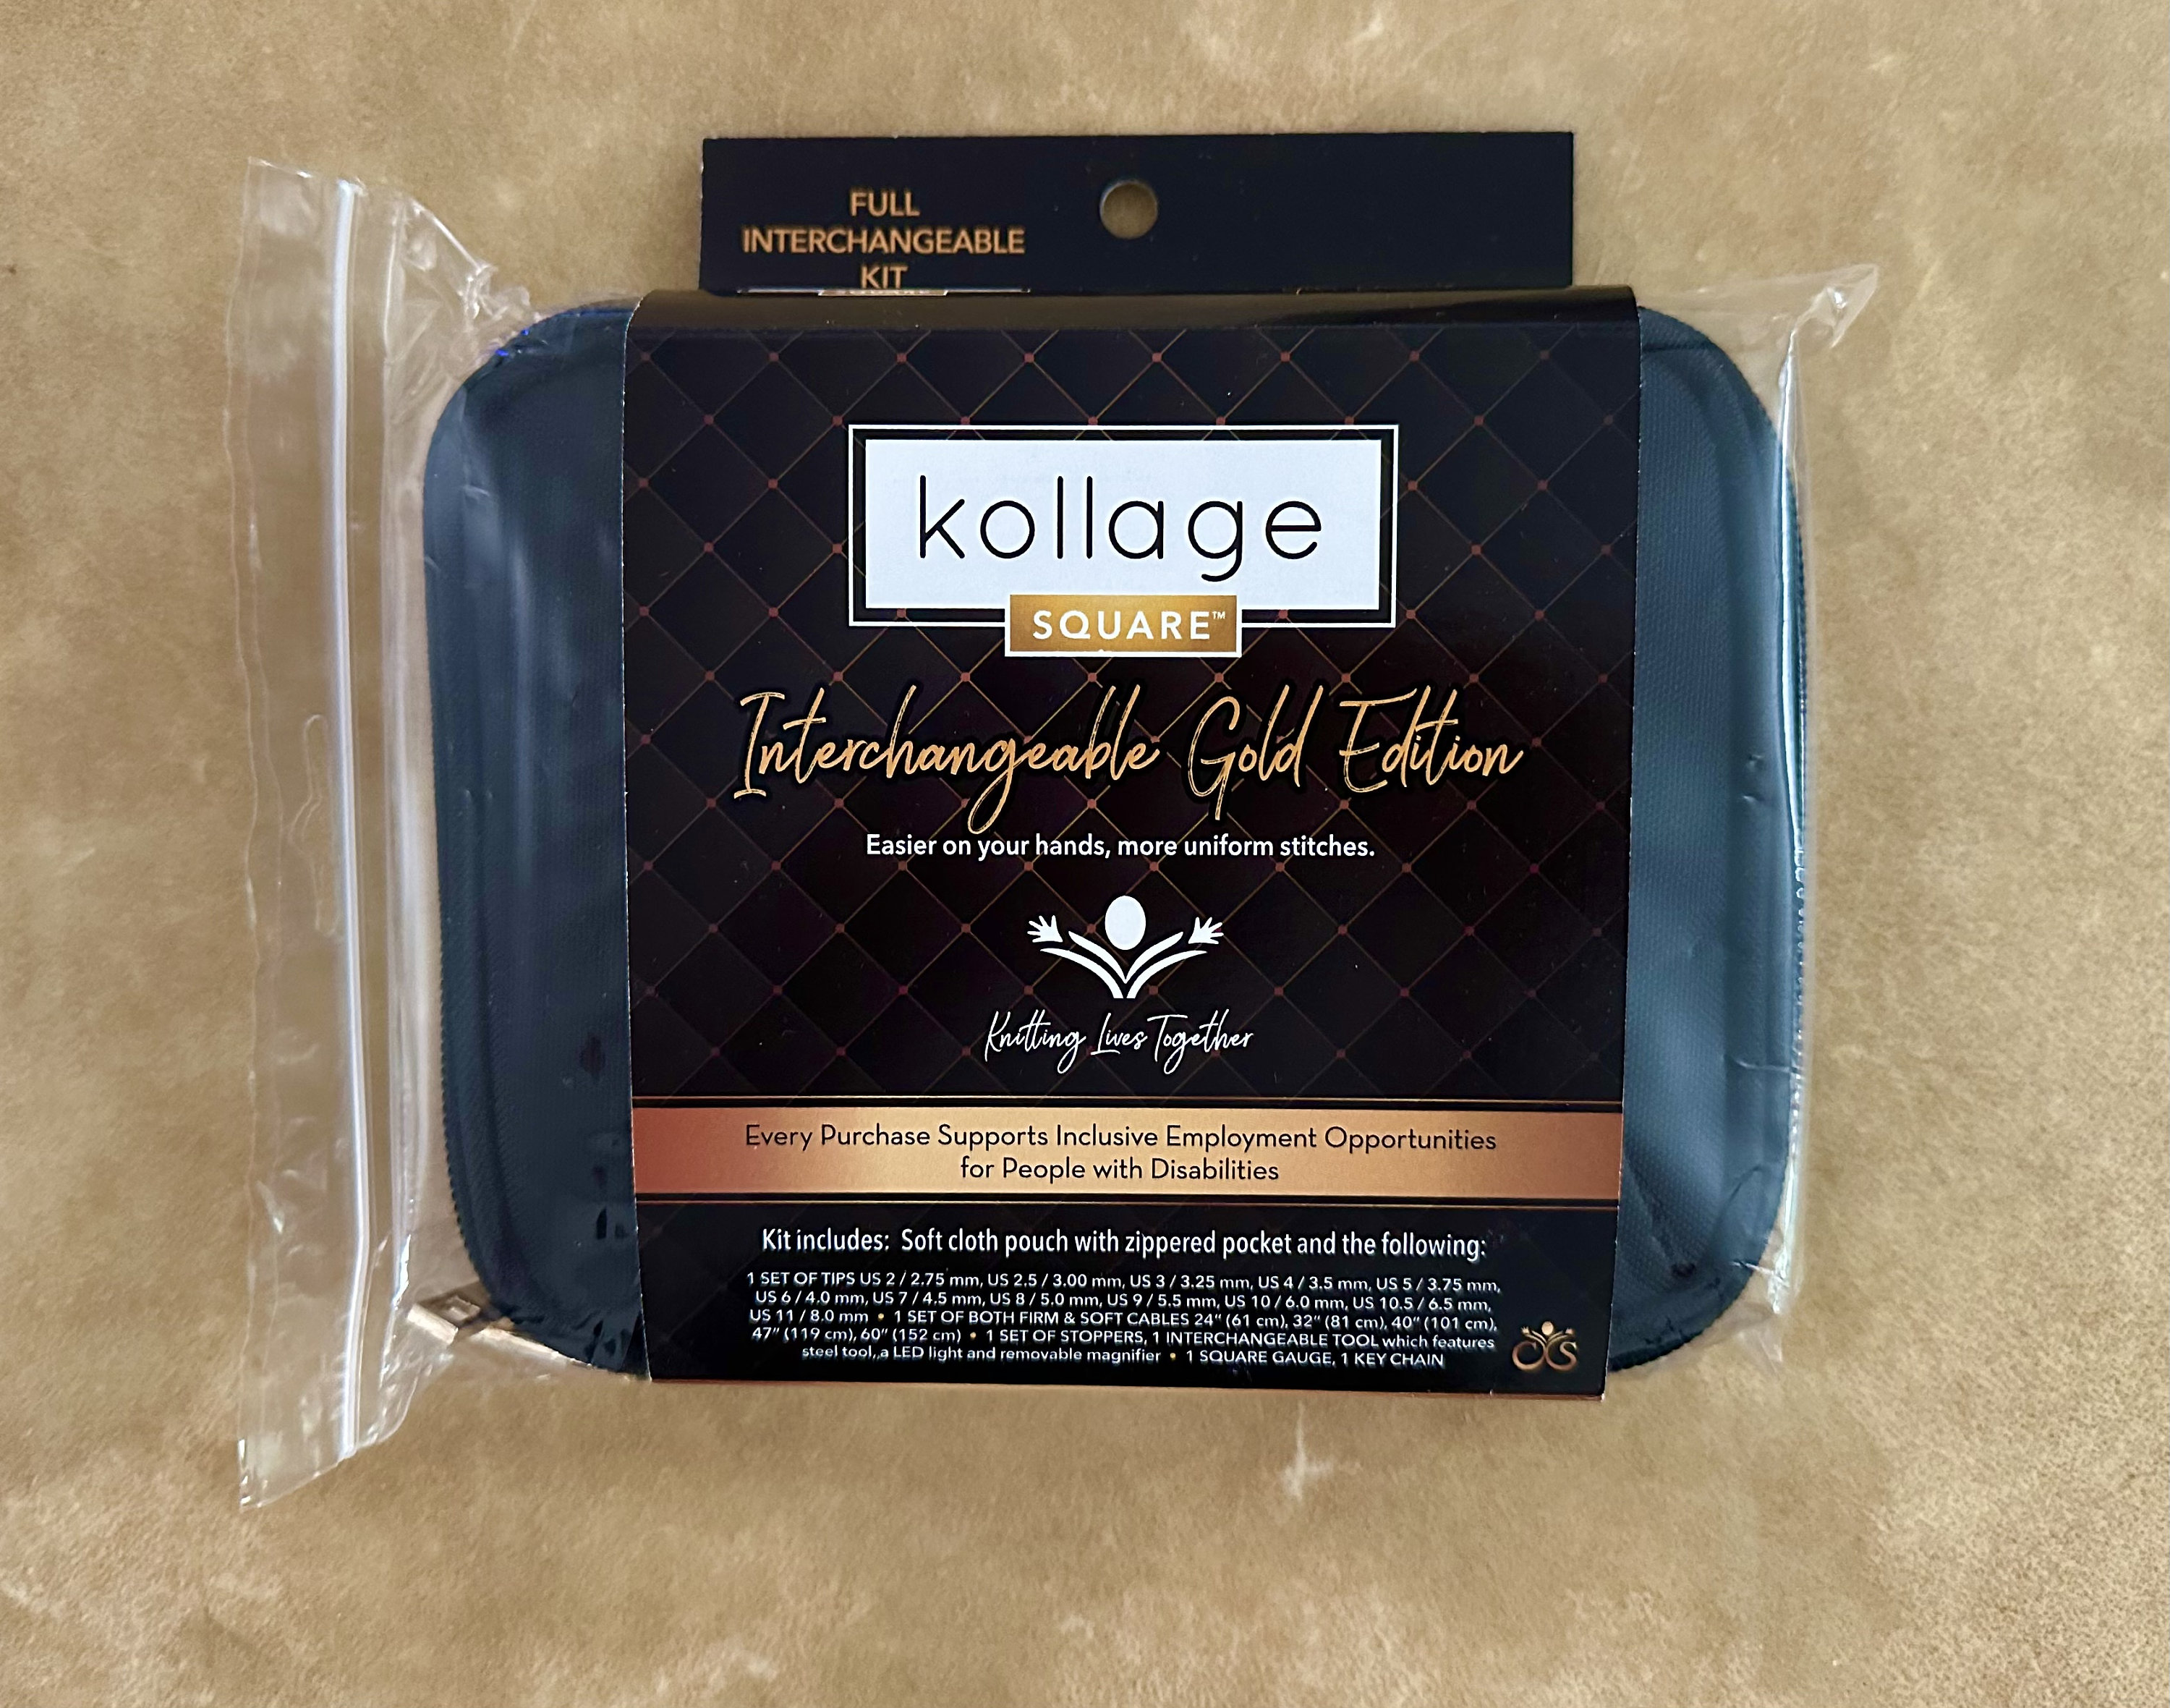 FULL
INTERCHANGEABLE
KIT
kollage
SQUARE™
Interchangeable Gold Edition
Easier on your hands, more uniform stitches.
Knitting Lives Together
Every Purchase Supports Inclusive Employment Opportunities
for People with Disabilities
Kit includes: Soft cloth pouch with zippered pocket and the following:
1 SET OF TIPS US 2 / 2.75 mm, US 2.5 / 3.00 mm, US 3 / 3.25 mm, US 4 / 3.5 mm, US 5 / 3.75 mm,
US 6 / 4.0 mm, US 7 / 4.5 mm, US 8 / 5.0 mm, US 9 / 5.5 mm, US 10 / 6.0 mm, US 10.5 / 6.5 mm,
US 11 / 8.0 mm • 1 SET OF BOTH FIRM & SOFT CABLES 24" (61 cm), 32" (81 cm), 40" (101 cm),
47" (119 cm), 60" (152 cm) • 1 SET OF STOPPERS, 1 INTERCHANGEABLE TOOL which features
steel tool,,a LED light and removable magnifier • 1 SQUARE GAUGE, 1 KEY CHAIN